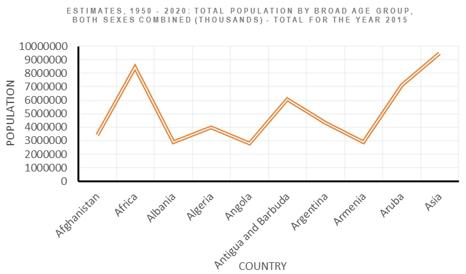 ESTIMATES, 1950 - 2020: TOTAL POPULATION BY BROAD AGE GROUP,
BOTH SEXES COMBINED (THOUSANDS) - TOTAL FOR THE YEAR 2015
POPULATION
10000000
9000000
8000000
7000000
6000000
5000000
4000000
3000000
2000000
1000000
0
Afghanistan
Africa
Albania
Algeria
Angola
Antigua and Barbuda
Argentina
Armenia
Aruba
Asia
COUNTRY